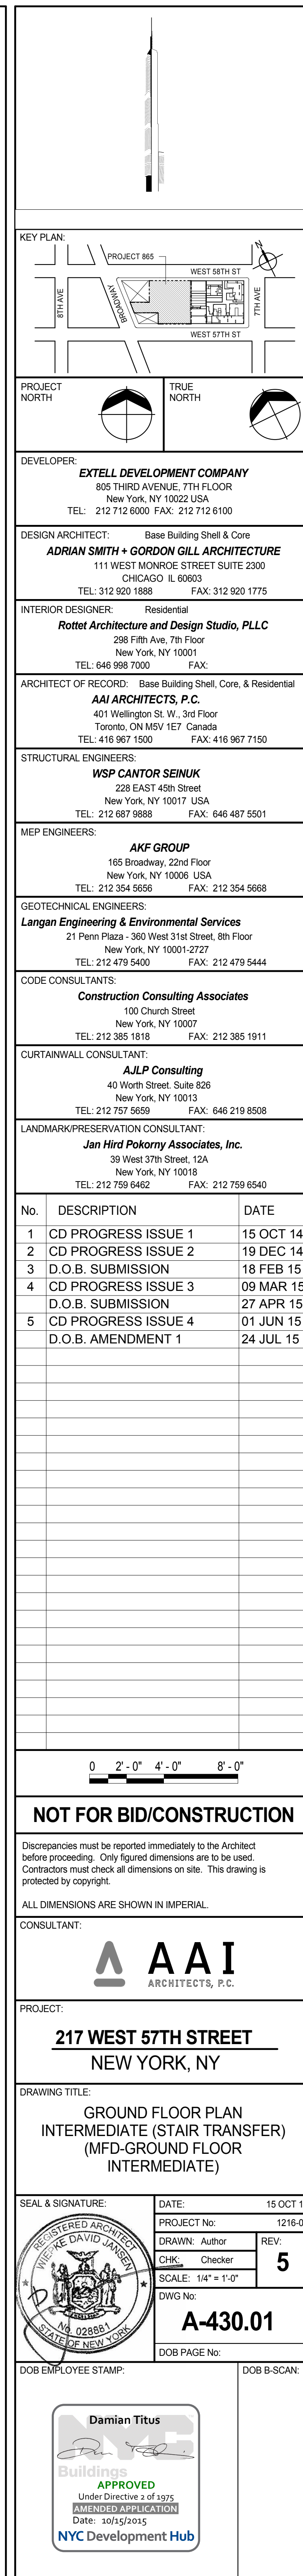 KEY PLAN:
PROJECT 865
WEST 58TH ST
8TH AVE
BROADWAY
7TH AVE
WEST 57TH ST
N
PROJECT
NORTH
TRUE
NORTH
DEVELOPER:
EXTELL DEVELOPMENT COMPANY
805 THIRD AVENUE, 7TH FLOOR
New York, NY 10022 USA
TEL: 212 712 6000 FAX: 212 712 6100
DESIGN ARCHITECT: Base Building Shell & Core
ADRIAN SMITH + GORDON GILL ARCHITECTURE
111 WEST MONROE STREET SUITE 2300
CHICAGO IL 60603
TEL: 312 920 1888 FAX: 312 920 1775
INTERIOR DESIGNER: Residential
Rottet Architecture and Design Studio, PLLC
298 Fifth Ave, 7th Floor
New York, NY 10001
TEL: 646 998 7000 FAX:
ARCHITECT OF RECORD: Base Building Shell, Core, & Residential
AAI ARCHITECTS, P.C.
401 Wellington St. W., 3rd Floor
Toronto, ON M5V 1E7 Canada
TEL: 416 967 1500 FAX: 416 967 7150
STRUCTURAL ENGINEERS:
WSP CANTOR SEINUK
228 EAST 45th Street
New York, NY 10017 USA
TEL: 212 687 9888 FAX: 646 487 5501
MEP ENGINEERS:
AKF GROUP
165 Broadway, 22nd Floor
New York, NY 10006 USA
TEL: 212 354 5656 FAX: 212 354 5668
GEOTECHNICAL ENGINEERS:
Langan Engineering & Environmental Services
21 Penn Plaza - 360 West 31st Street, 8th Floor
New York, NY 10001-2727
TEL: 212 479 5400 FAX: 212 479 5444
CODE CONSULTANTS:
Construction Consulting Associates
100 Church Street
New York, NY 10007
TEL: 212 385 1818 FAX: 212 385 1911
CURTAINWALL CONSULTANT:
AJLP Consulting
40 Worth Street. Suite 826
New York, NY 10013
TEL: 212 757 5659 FAX: 646 219 8508
LANDMARK/PRESERVATION CONSULTANT:
Jan Hird Pokorny Associates, Inc.
39 West 37th Street, 12A
New York, NY 10018
TEL: 212 759 6462 FAX: 212 759 6540
No. DESCRIPTION DATE
1 CD PROGRESS ISSUE 1 15 OCT 14
2 CD PROGRESS ISSUE 2 19 DEC 14
3 D.O.B. SUBMISSION 18 FEB 15
4 CD PROGRESS ISSUE 3 09 MAR 15
D.O.B. SUBMISSION 27 APR 15
5 CD PROGRESS ISSUE 4 01 JUN 15
D.O.B. AMENDMENT 1 24 JUL 15
0 2' - 0" 4' - 0" 8' - 0"
NOT FOR BID/CONSTRUCTION
Discrepancies must be reported immediately to the Architect
before proceeding. Only figured dimensions are to be used.
Contractors must check all dimensions on site. This drawing is
protected by copyright.
ALL DIMENSIONS ARE SHOWN IN IMPERIAL.
CONSULTANT:
AAI
ARCHITECTS, P.C.
PROJECT:
217 WEST 57TH STREET
NEW YORK, NY
DRAWING TITLE:
GROUND FLOOR PLAN
INTERMEDIATE (STAIR TRANSFER)
(MFD-GROUND FLOOR
INTERMEDIATE)
SEAL & SIGNATURE:
REGISTERED ARCHITECT
DAVID JANSEN
No. 028881
STATE OF NEW YORK
DATE: 15 OCT 1
PROJECT No: 1216-0
DRAWN: Author
CHK: Checker
SCALE: 1/4" = 1'-0"
REV:
5
DWG No:
A-430.01
DOB PAGE No:
DOB EMPLOYEE STAMP:
DOB B-SCAN:
NYC
Damian Titus
Buildings
APPROVED
Under Directive 2 of 1975
AMENDED APPLICATION
Date: 10/15/2015
NYC Development Hub